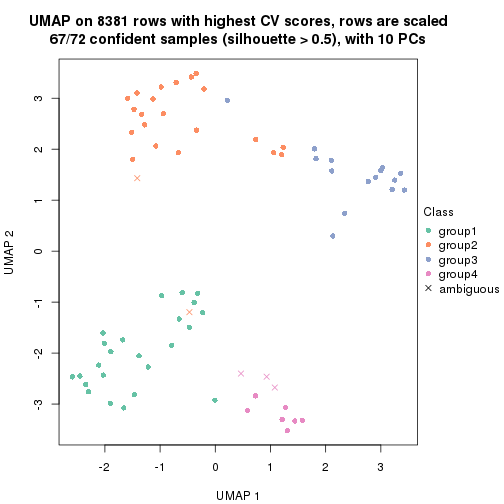 UMAP on 8381 rows with highest CV scores, rows are scaled
67/72 confident samples (silhouette > 0.5), with 10 PCs
3
2
1
0
-1
-2
-3
UMAP 2
-2
-1
0
1
2
3
UMAP 1
Class
group1
group2
group3
group4
ambiguous